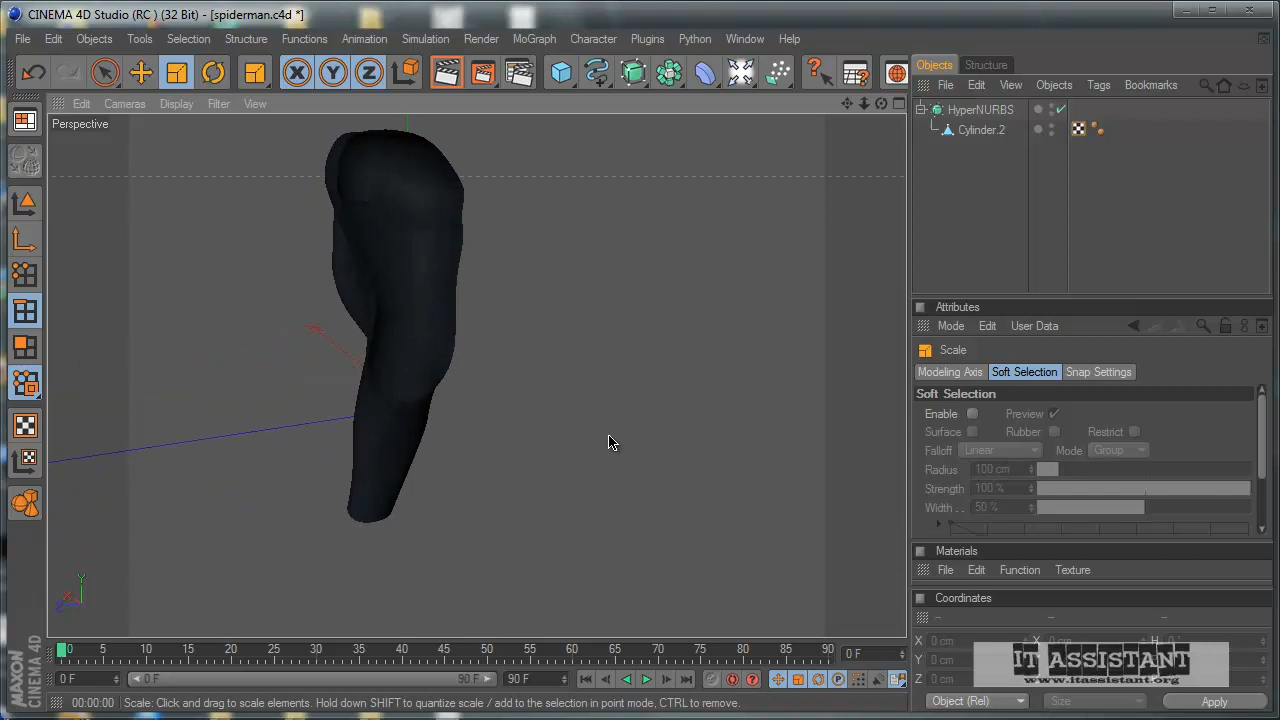 CINEMA 4D Studio (RC ) (32 Bit) - [spiderman.c4d *]
File Edit Objects Tools Selection Structure Functions Animation Simulation Render MoGraph Character Plugins Python Window Help
X Y Z
Edit Cameras Display Filter View
Perspective
Objects Structure
File Edit View Objects Tags Bookmarks
HyperNURBS
Cylinder.2
Attributes
Mode Edit User Data
Scale
Modeling Axis Soft Selection Snap Settings
Soft Selection
Enable Preview
Surface Rubber Restrict
Falloff Linear Mode Group
Radius 100 cm
Strength 100 %
Width . . 50 %
Materials
File Edit Function Texture
Coordinates
-- -- --
X 0 cm X 0 cm H 0 °
Y 0 cm
Z 0 cm
Object (Rel) Size Apply
IT ASSISTANT
www.itassistant.org
Y
X
Z
0 5 10 15 20 25 30 35 40 45 50 55 60 65 70 75 80 85 90 0 F
0 F 0 F 90 F 90 F
P
MAXON
CINEMA 4D
00:00:00 Scale: Click and drag to scale elements. Hold down SHIFT to quantize scale / add to the selection in point mode, CTRL to remove.